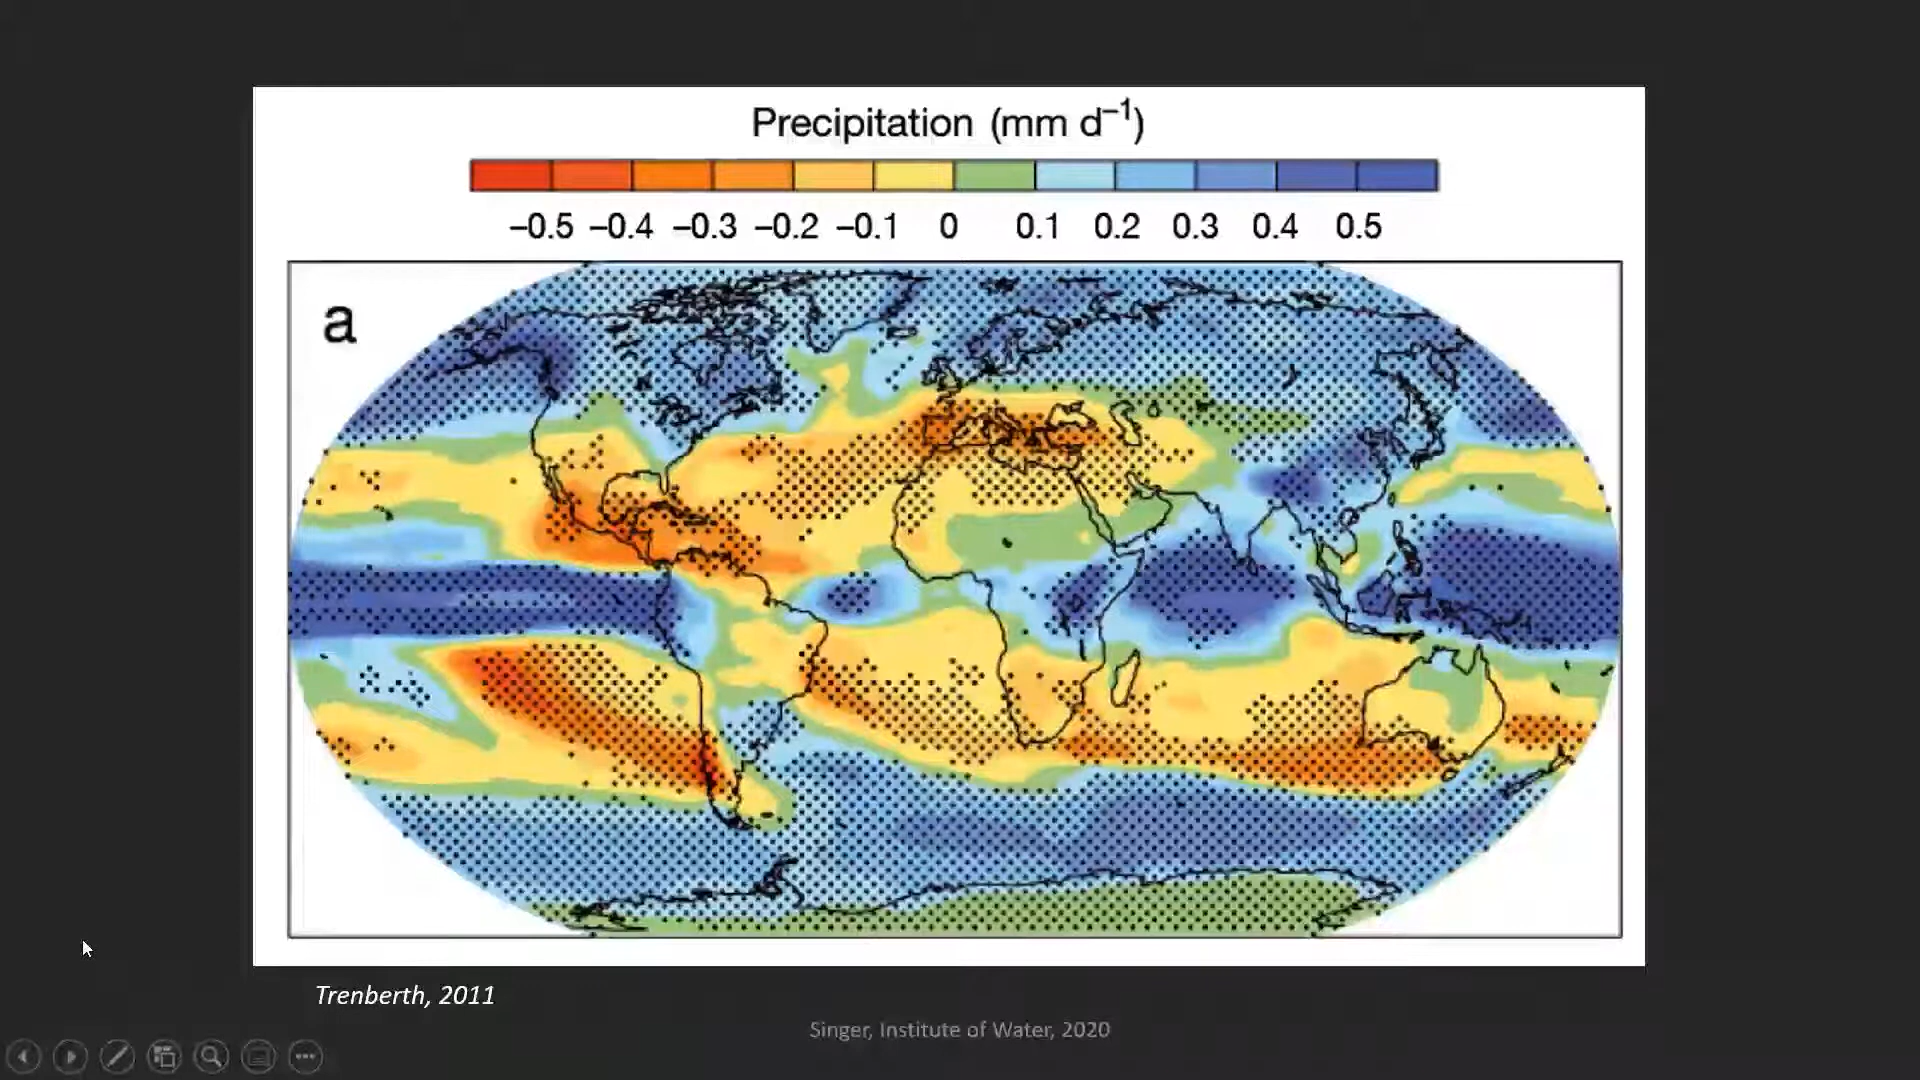 Precipitation (mm d⁻¹)
−0.5 −0.4 −0.3 −0.2 −0.1 0 0.1 0.2 0.3 0.4 0.5
a
Trenberth, 2011
Singer, Institute of Water, 2020